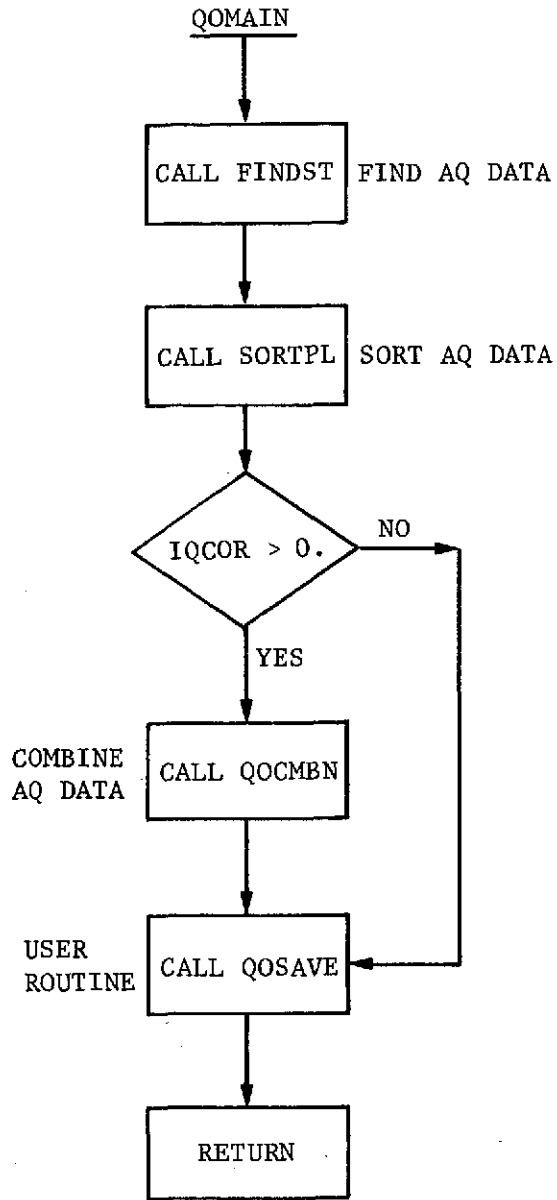 QOMAIN
CALL FINDST
FIND AQ DATA
CALL SORTPL
SORT AQ DATA
IQCOR > 0.
NO
YES
COMBINE
AQ DATA
CALL QOCMBN
USER
ROUTINE
CALL QOSAVE
RETURN